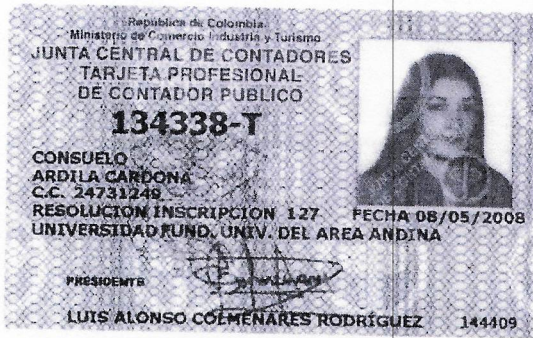 República de Colombia
Ministerio de Comercio Industria y Turismo
JUNTA CENTRAL DE CONTADORES
TARJETA PROFESIONAL
DE CONTADOR PUBLICO
134338-T
CONSUELO
ARDILA CARDONA
C.C. 24731249
RESOLUCION INSCRIPCION 127 FECHA 08/05/2008
UNIVERSIDAD FUND. UNIV. DEL AREA ANDINA
PRESIDENTE
LUIS ALONSO COLMENARES RODRÍGUEZ 144409